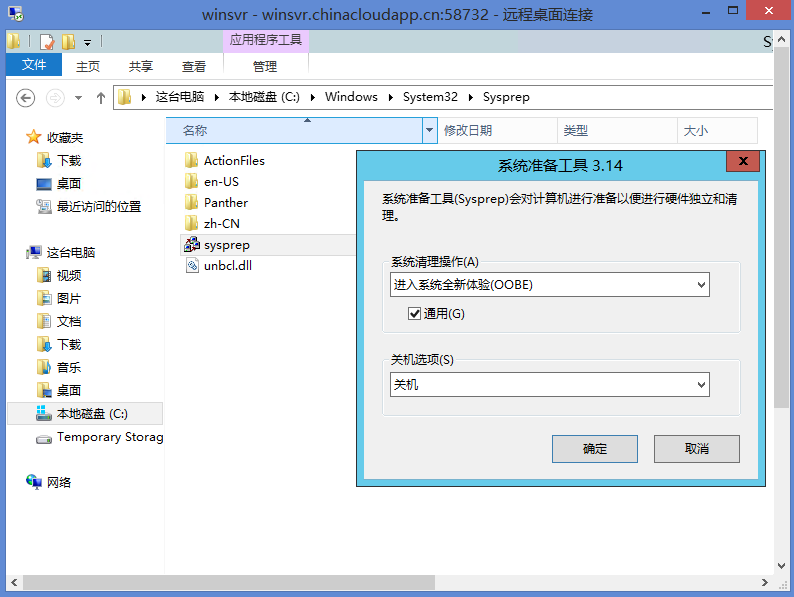 winsvr - winsvr.chinacloudapp.cn:58732 - 远程桌面连接
应用程序工具
S
文件 主页 共享 查看 管理
这台电脑 本地磁盘 (C:) Windows System32 Sysprep
名称 修改日期 类型 大小
收藏夹
下载
桌面
最近访问的位置
这台电脑
视频
图片
文档
下载
音乐
桌面
本地磁盘 (C:)
Temporary Storag
网络
ActionFiles
en-US
Panther
zh-CN
sysprep
unbcl.dll
系统准备工具 3.14
x
系统准备工具(Sysprep)会对计算机进行准备以便进行硬件独立和清
理。
系统清理操作(A)
进入系统全新体验(OOBE)
通用(G)
关机选项(S)
关机
确定 取消